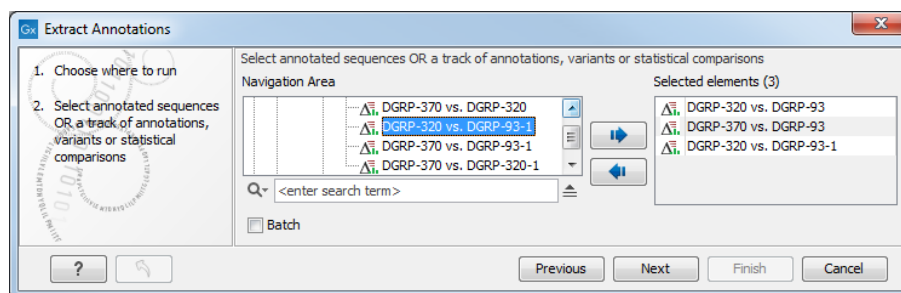 Gx Extract Annotations
1. Choose where to run
2. Select annotated sequences
OR a track of annotations,
variants or statistical
comparisons
Select annotated sequences OR a track of annotations, variants or statistical comparisons
Navigation Area
DGRP-370 vs. DGRP-320
DGRP-320 vs. DGRP-93-1
DGRP-370 vs. DGRP-93-1
DGRP-370 vs. DGRP-320-1
<enter search term>
Batch
Selected elements (3)
DGRP-320 vs. DGRP-93
DGRP-370 vs. DGRP-93
DGRP-320 vs. DGRP-93-1
?
Previous
Next
Finish
Cancel